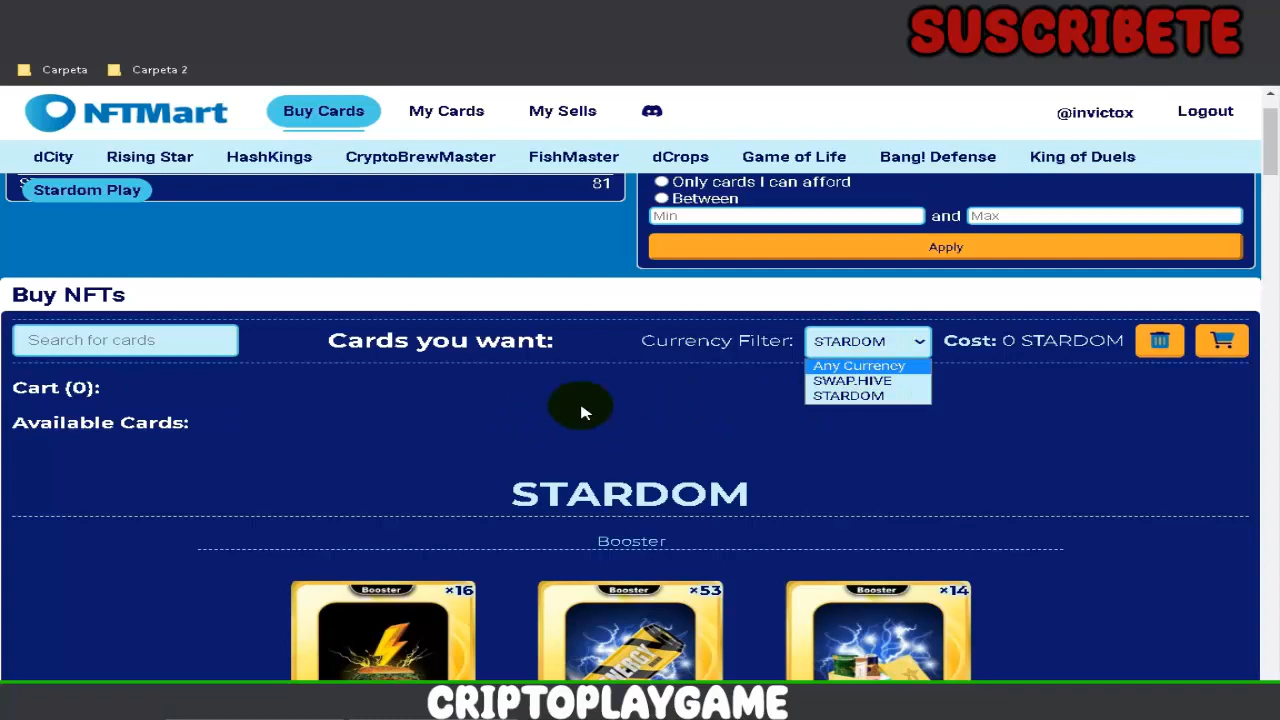 SUSCRIBETE
Carpeta Carpeta 2
NFTMart Buy Cards My Cards My Sells @invictox Logout
dCity Rising Star HashKings CryptoBrewMaster FishMaster dCrops Game of Life Bang! Defense King of Duels
Stardom Play 81 Only cards I can afford
Between
Min and Max
Apply
Buy NFTs
Search for cards Cards you want: Currency Filter: STARDOM Cost: 0 STARDOM
Any Currency
SWAP.HIVE
STARDOM
Cart (0):
Available Cards:
STARDOM
Booster
Booster ×16 Booster ×53 Booster ×14
ENERGY
CRIPTOPLAYGAME